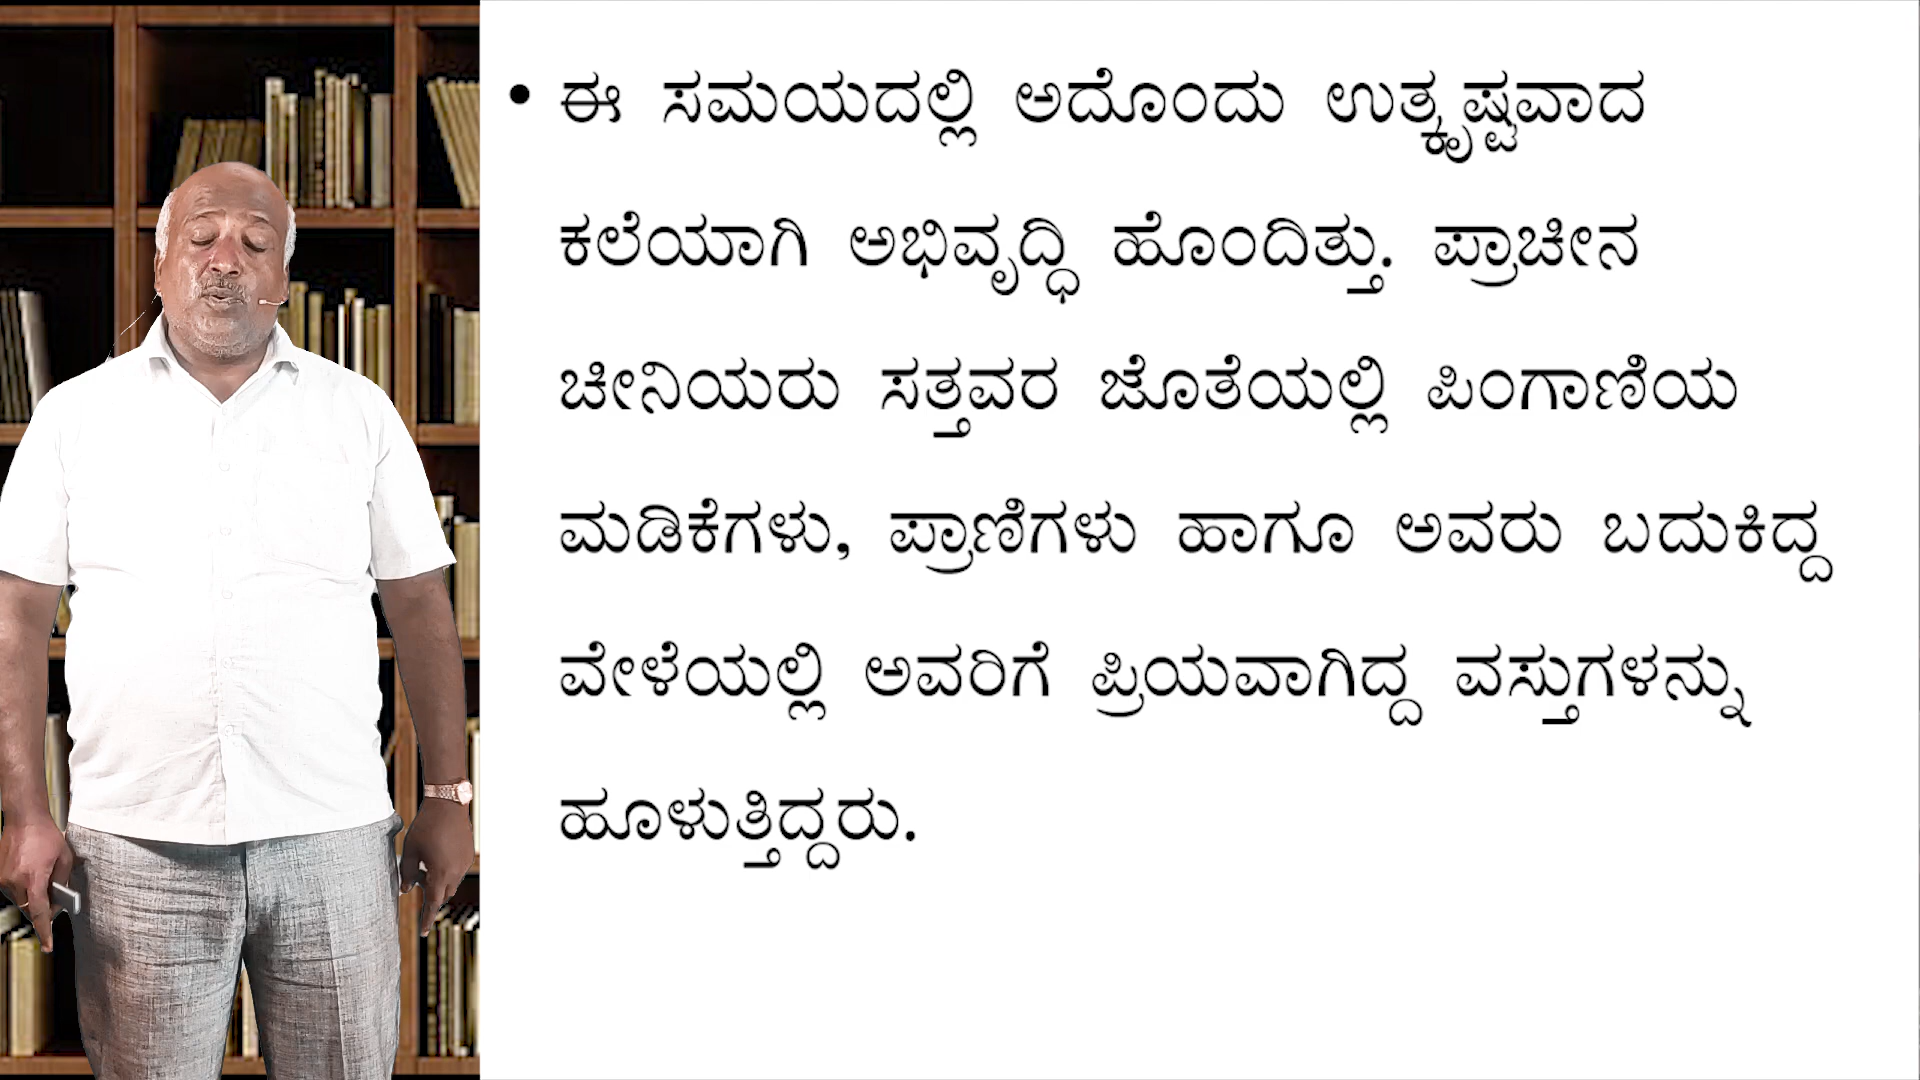 • ಈ ಸಮಯದಲ್ಲಿ ಅದೊಂದು ಉತ್ಕೃಷ್ಟವಾದ
ಕಲೆಯಾಗಿ ಅಭಿವೃದ್ಧಿ ಹೊಂದಿತ್ತು. ಪ್ರಾಚೀನ
ಚೀನಿಯರು ಸತ್ತವರ ಜೊತೆಯಲ್ಲಿ ಪಿಂಗಾಣಿಯ
ಮಡಿಕೆಗಳು, ಪ್ರಾಣಿಗಳು ಹಾಗೂ ಅವರು ಬದುಕಿದ್ದ
ವೇಳೆಯಲ್ಲಿ ಅವರಿಗೆ ಪ್ರಿಯವಾಗಿದ್ದ ವಸ್ತುಗಳನ್ನು
ಹೂಳುತ್ತಿದ್ದರು.